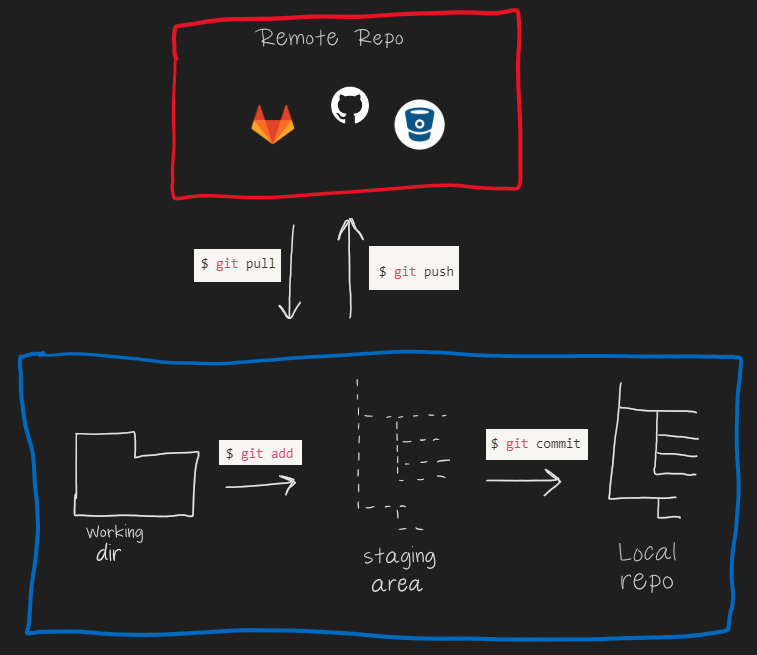 Remote Repo
$ git pull
$ git push
$ git add
$ git commit
Working
dir
staging
area
Local
repo